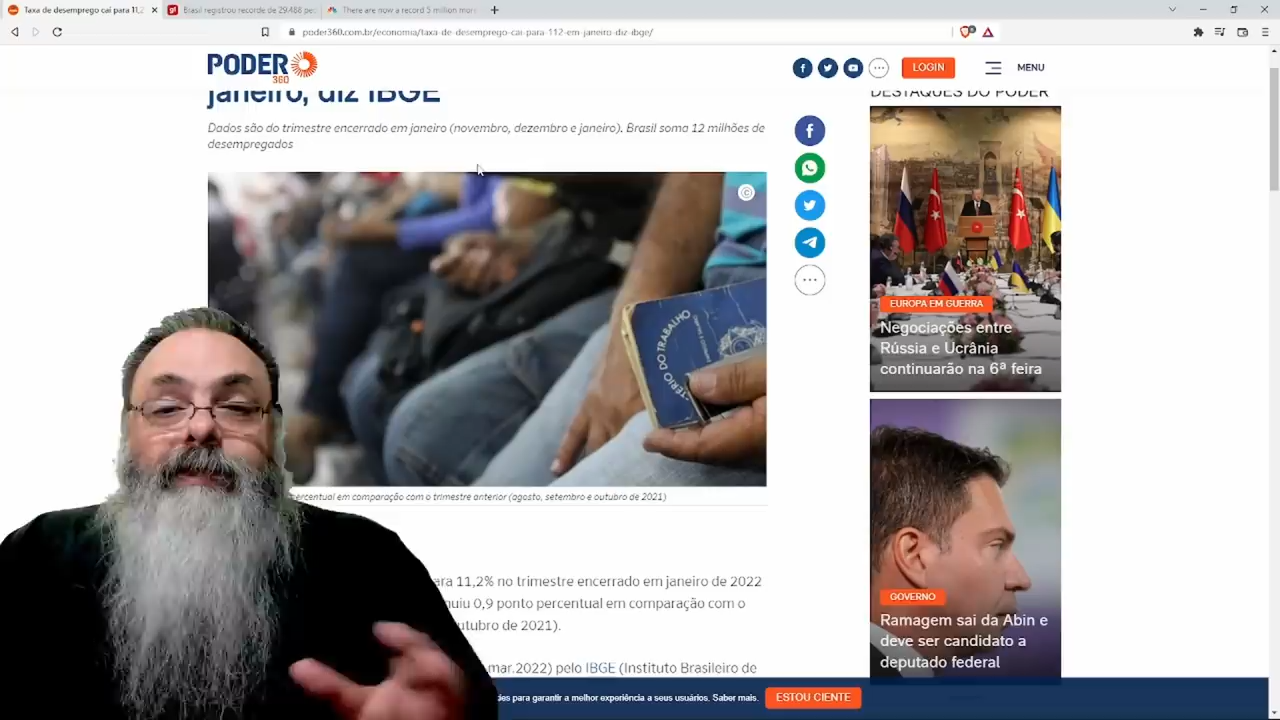 Taxa de desemprego cai para 11,2
Brasil registrou recorde de 29.488 pe
There are now a record 5 million mor
poder360.com.br/economia/taxa-de-desemprego-cai-para-112-em-janeiro-diz-ibge/
PODER
360
LOGIN
MENU
janeiro, diz IBGE
DESTAQUES DO PODER
Dados são do trimestre encerrado em janeiro (novembro, dezembro e janeiro). Brasil soma 12 milhões de
desempregados
TÉRIO DO TRABALHO
EUROPA EM GUERRA
Negociações entre
Rússia e Ucrânia
continuarão na 6ª feira
percentual em comparação com o trimestre anterior (agosto, setembro e outubro de 2021)
ara 11,2% no trimestre encerrado em janeiro de 2022
nuiu 0,9 ponto percentual em comparação com o
utubro de 2021).
mar.2022) pelo IBGE (Instituto Brasileiro de
GOVERNO
Ramagem sai da Abin e
deve ser candidato a
deputado federal
des para garantir a melhor experiência a seus usuários. Saber mais.
ESTOU CIENTE